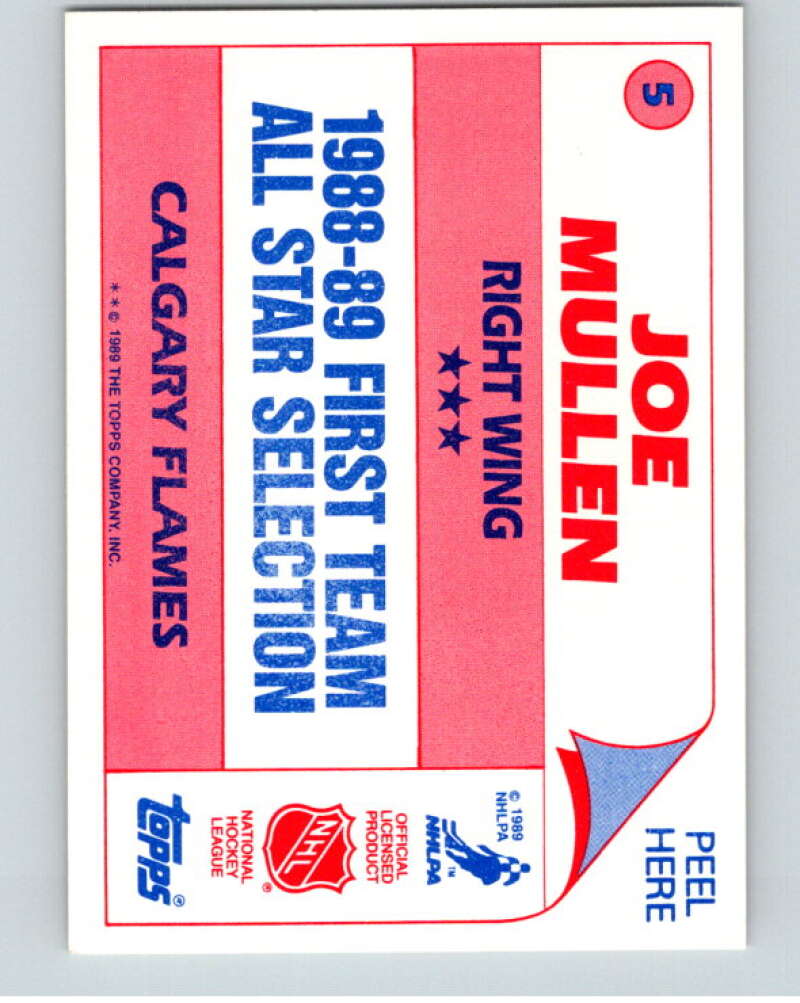 5
JOE
MULLEN
RIGHT WING
★★★
1988-89 FIRST TEAM
ALL STAR SELECTION
CALGARY FLAMES
* * © 1989 THE TOPPS COMPANY, INC.
PEEL
HERE
© 1989
NHLPA
NHLPA™
OFFICIAL
LICENSED
PRODUCT
NHL®
NATIONAL
HOCKEY
LEAGUE
topps®